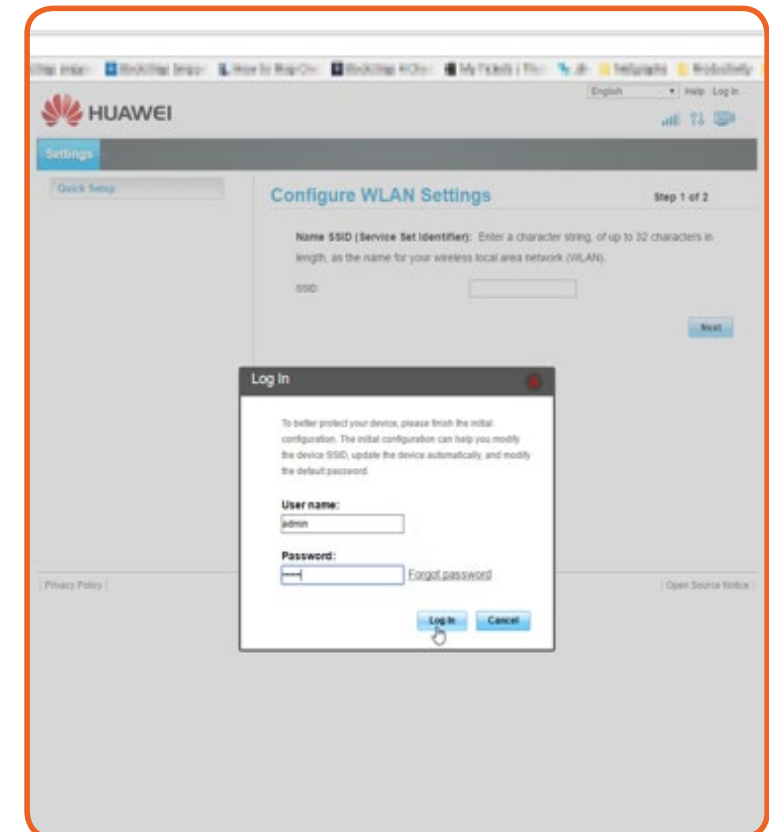 English
Help
Log In
HUAWEI
Settings
Quick Setup
Configure WLAN Settings
Step 1 of 2
Name SSID (Service Set Identifier): Enter a character string, of up to 32 characters in
length, as the name for your wireless local area network (WLAN).
SSID:
Next
Log In
To better protect your device, please finish the initial
configuration. The initial configuration can help you modify
the device SSID, update the device automatically, and modify
the default password.
User name:
admin
Password:
Forgot password
Log In
Cancel
Privacy Policy
Open Source Notice